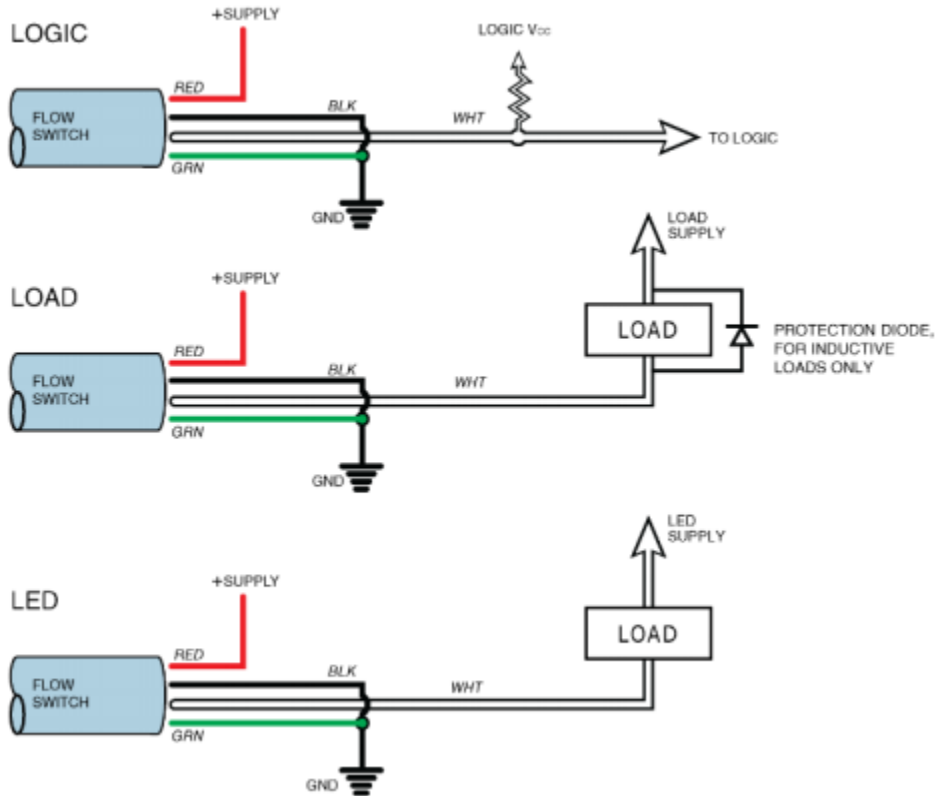 LOGIC
+SUPPLY
LOGIC Vcc
RED
BLK
WHT
FLOW
SWITCH
TO LOGIC
GRN
GND
LOAD
SUPPLY
LOAD
+SUPPLY
LOAD
PROTECTION DIODE,
FOR INDUCTIVE
LOADS ONLY
RED
BLK
WHT
FLOW
SWITCH
GRN
GND
LED
SUPPLY
LED
+SUPPLY
LOAD
RED
BLK
WHT
FLOW
SWITCH
GRN
GND